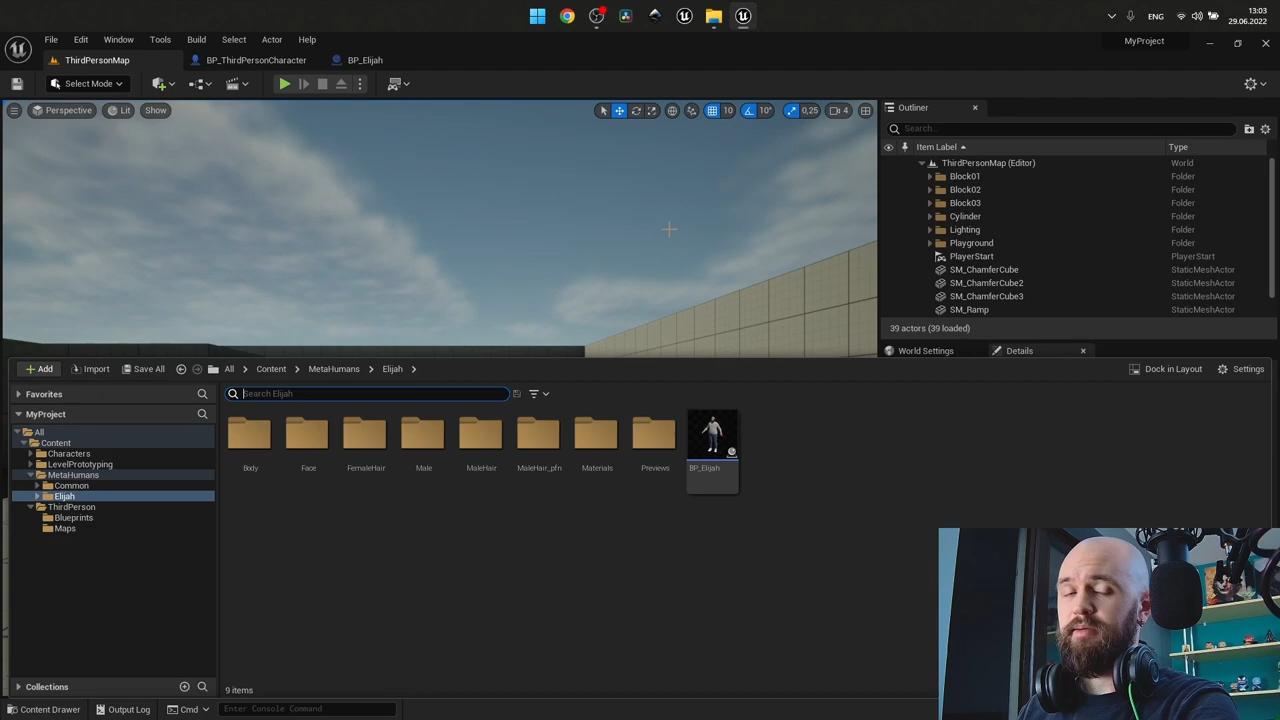 13:03
ENG
29.06.2022
File Edit Window Tools Build Select Actor Help
MyProject
ThirdPersonMap BP_ThirdPersonCharacter BP_Elijah
Select Mode
Perspective Lit Show 10 10° 0,25 4
Outliner
Search...
Item Label Type
ThirdPersonMap (Editor) World
Block01 Folder
Block02 Folder
Block03 Folder
Cylinder Folder
Lighting Folder
Playground Folder
PlayerStart PlayerStart
SM_ChamferCube StaticMeshActor
SM_ChamferCube2 StaticMeshActor
SM_ChamferCube3 StaticMeshActor
SM_Ramp StaticMeshActor
39 actors (39 loaded)
World Settings Details
Add Import Save All All Content MetaHumans Elijah Dock in Layout Settings
Favorites
Search Elijah
MyProject
All
Content
Characters
LevelPrototyping
MetaHumans
Common
Elijah
ThirdPerson
Blueprints
Maps
Body Face FemaleHair Male MaleHair MaleHair_pfn Materials Previews BP_Elijah
Collections
9 items
Content Drawer Output Log Cmd Enter Console Command